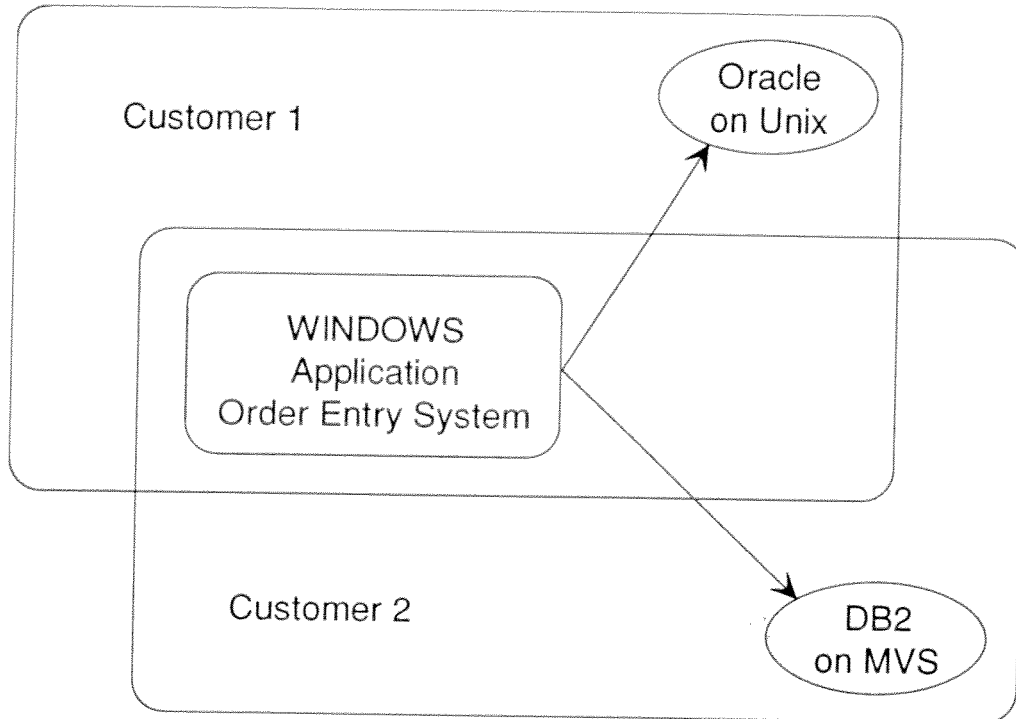 Customer 1
Oracle
on Unix
WINDOWS
Application
Order Entry System
Customer 2
DB2
on MVS